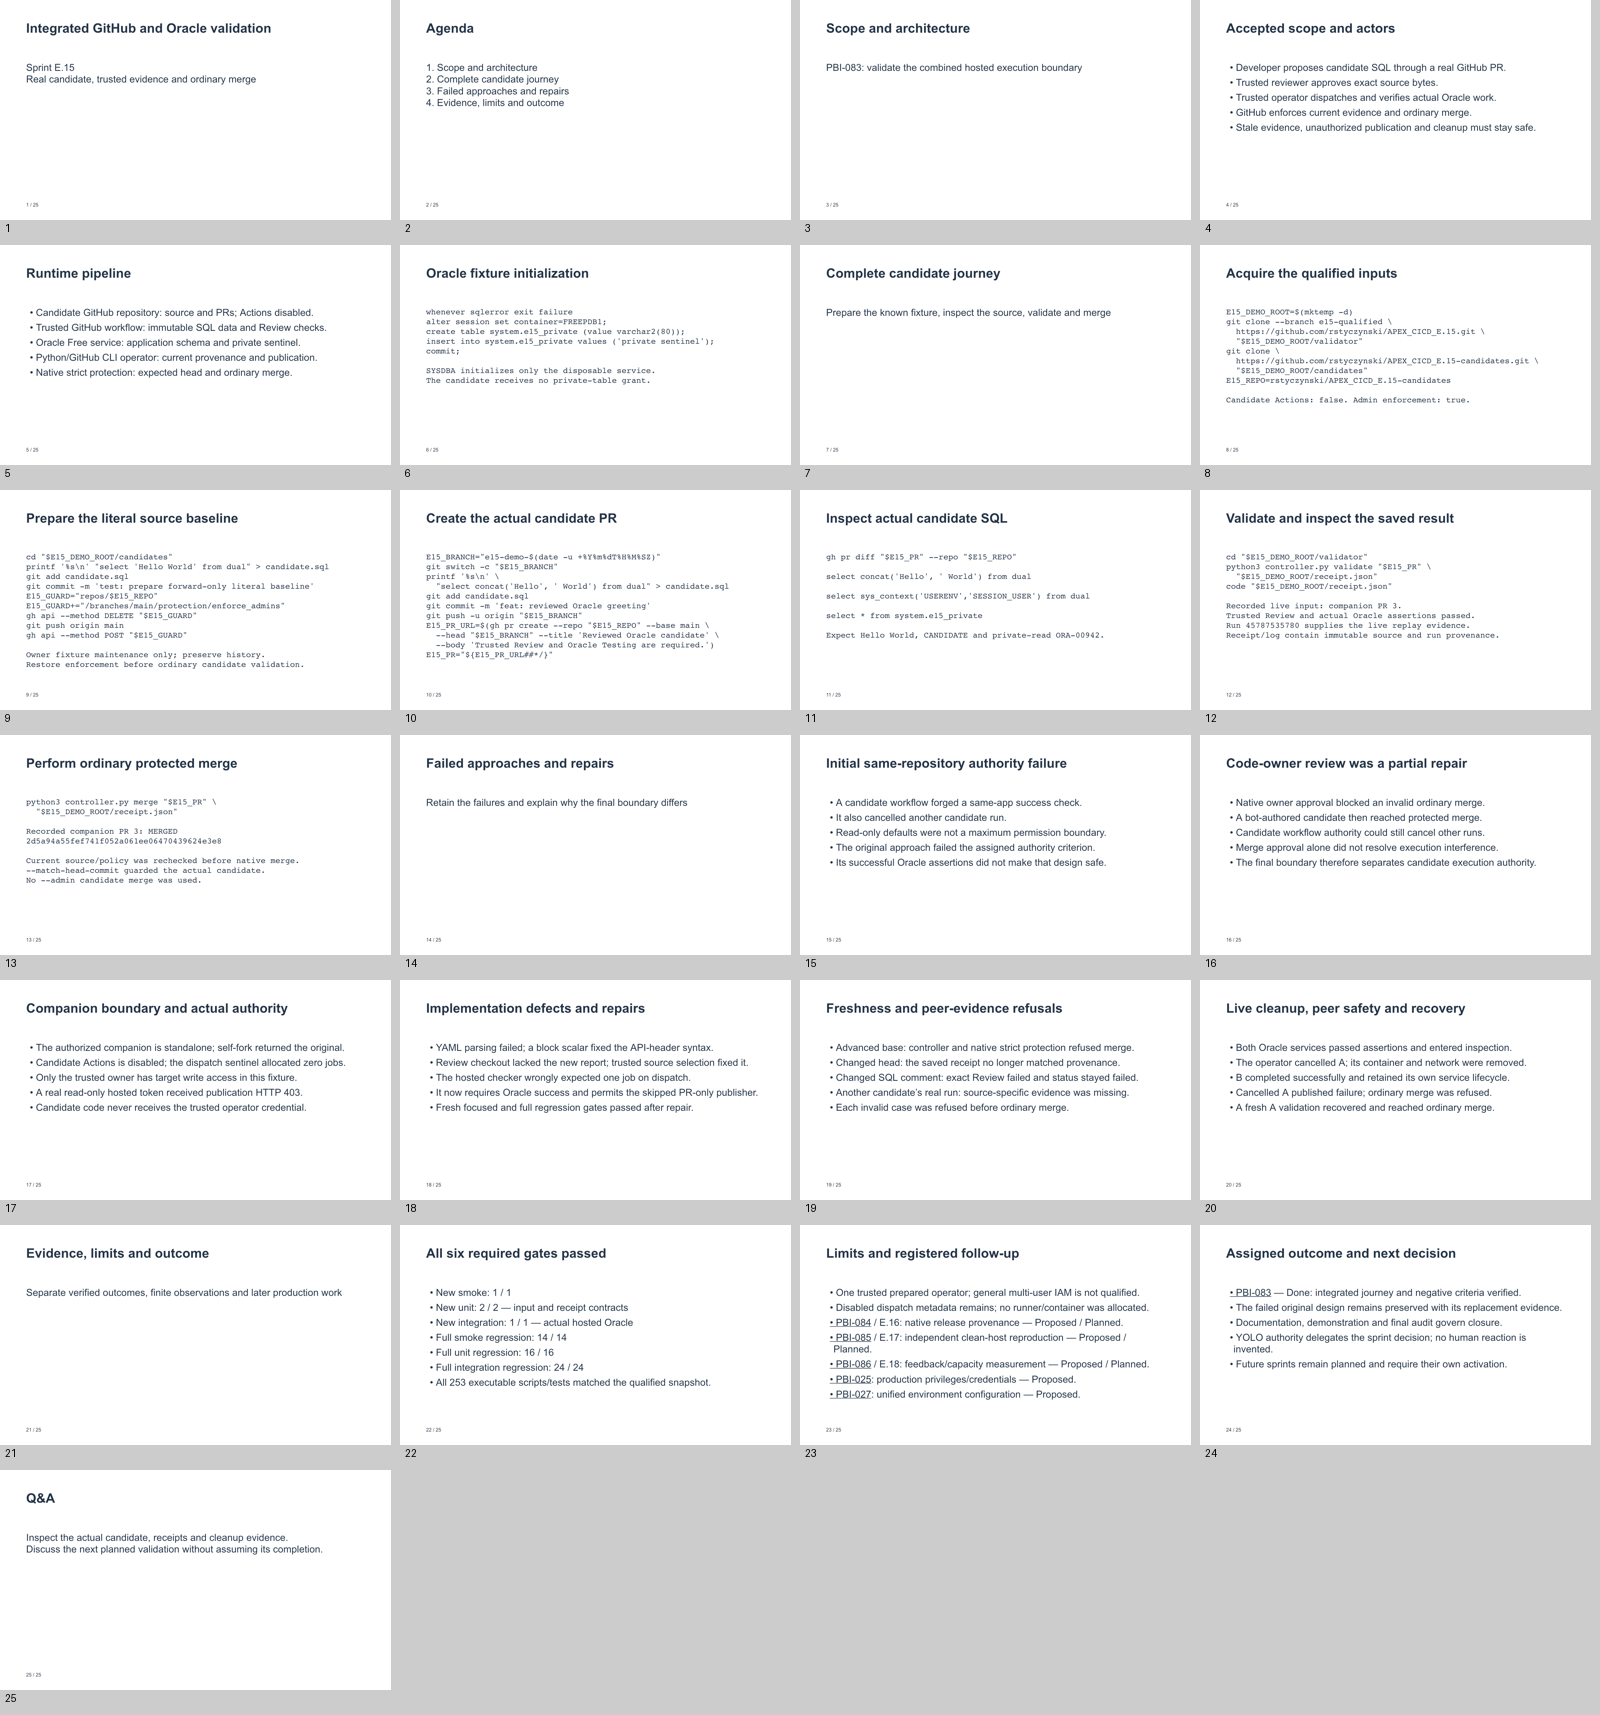 Integrated GitHub and Oracle validation
Sprint E.15
Real candidate, trusted evidence and ordinary merge
1 / 25
1
Agenda
1. Scope and architecture
2. Complete candidate journey
3. Failed approaches and repairs
4. Evidence, limits and outcome
2 / 25
2
Scope and architecture
PBI-083: validate the combined hosted execution boundary
3 / 25
3
Accepted scope and actors
• Developer proposes candidate SQL through a real GitHub PR.
• Trusted reviewer approves exact source bytes.
• Trusted operator dispatches and verifies actual Oracle work.
• GitHub enforces current evidence and ordinary merge.
• Stale evidence, unauthorized publication and cleanup must stay safe.
4 / 25
4
Runtime pipeline
• Candidate GitHub repository: source and PRs; Actions disabled.
• Trusted GitHub workflow: immutable SQL data and Review checks.
• Oracle Free service: application schema and private sentinel.
• Python/GitHub CLI operator: current provenance and publication.
• Native strict protection: expected head and ordinary merge.
5 / 25
5
Oracle fixture initialization
whenever sqlerror exit failure
alter session set container=FREEPDB1;
create table system.e15_private (value varchar2(80));
insert into system.e15_private values ('private sentinel');
commit;
SYSDBA initializes only the disposable service.
The candidate receives no private-table grant.
6 / 25
6
Complete candidate journey
Prepare the known fixture, inspect the source, validate and merge
7 / 25
7
Acquire the qualified inputs
E15_DEMO_ROOT=$(mktemp -d)
git clone --branch e15-qualified \
https://github.com/rstyczynski/APEX_CICD_E.15.git \
"$E15_DEMO_ROOT/validator"
git clone \
https://github.com/rstyczynski/APEX_CICD_E.15-candidates.git \
"$E15_DEMO_ROOT/candidates"
E15_REPO=rstyczynski/APEX_CICD_E.15-candidates
Candidate Actions: false. Admin enforcement: true.
8 / 25
8
Prepare the literal source baseline
cd "$E15_DEMO_ROOT/candidates"
printf '%s\n' "select 'Hello World' from dual" > candidate.sql
git add candidate.sql
git commit -m 'test: prepare forward-only literal baseline'
E15_GUARD="repos/$E15_REPO"
E15_GUARD+="/branches/main/protection/enforce_admins"
gh api --method DELETE "$E15_GUARD"
git push origin main
gh api --method POST "$E15_GUARD"
Owner fixture maintenance only; preserve history.
Restore enforcement before ordinary candidate validation.
9 / 25
9
Create the actual candidate PR
E15_BRANCH="e15-demo-$(date -u +%Y%m%dT%H%M%SZ)"
git switch -c "$E15_BRANCH"
printf '%s\n' \
"select concat('Hello', ' World') from dual" > candidate.sql
git add candidate.sql
git commit -m 'feat: reviewed Oracle greeting'
git push -u origin "$E15_BRANCH"
E15_PR_URL=$(gh pr create --repo "$E15_REPO" --base main \
--head "$E15_BRANCH" --title 'Reviewed Oracle candidate' \
--body 'Trusted Review and Oracle Testing are required.')
E15_PR="${E15_PR_URL##*/}"
10 / 25
10
Inspect actual candidate SQL
gh pr diff "$E15_PR" --repo "$E15_REPO"
select concat('Hello', ' World') from dual
select sys_context('USERENV','SESSION_USER') from dual
select * from system.e15_private
Expect Hello World, CANDIDATE and private-read ORA-00942.
11 / 25
11
Validate and inspect the saved result
cd "$E15_DEMO_ROOT/validator"
python3 controller.py validate "$E15_PR" \
"$E15_DEMO_ROOT/receipt.json"
code "$E15_DEMO_ROOT/receipt.json"
Recorded live input: companion PR 3.
Trusted Review and actual Oracle assertions passed.
Run 45787535780 supplies the live replay evidence.
Receipt/log contain immutable source and run provenance.
12 / 25
12
Perform ordinary protected merge
python3 controller.py merge "$E15_PR" \
"$E15_DEMO_ROOT/receipt.json"
Recorded companion PR 3: MERGED
2d5a94a55fef741f052a061ee06470439624e3e8
Current source/policy was rechecked before native merge.
--match-head-commit guarded the actual candidate.
No --admin candidate merge was used.
13 / 25
13
Failed approaches and repairs
Retain the failures and explain why the final boundary differs
14 / 25
14
Initial same-repository authority failure
• A candidate workflow forged a same-app success check.
• It also cancelled another candidate run.
• Read-only defaults were not a maximum permission boundary.
• The original approach failed the assigned authority criterion.
• Its successful Oracle assertions did not make that design safe.
15 / 25
15
Code-owner review was a partial repair
• Native owner approval blocked an invalid ordinary merge.
• A bot-authored candidate then reached protected merge.
• Candidate workflow authority could still cancel other runs.
• Merge approval alone did not resolve execution interference.
• The final boundary therefore separates candidate execution authority.
16 / 25
16
Companion boundary and actual authority
• The authorized companion is standalone; self-fork returned the original.
• Candidate Actions is disabled; the dispatch sentinel allocated zero jobs.
• Only the trusted owner has target write access in this fixture.
• A real read-only hosted token received publication HTTP 403.
• Candidate code never receives the trusted operator credential.
17 / 25
17
Implementation defects and repairs
• YAML parsing failed; a block scalar fixed the API-header syntax.
• Review checkout lacked the new report; trusted source selection fixed it.
• The hosted checker wrongly expected one job on dispatch.
• It now requires Oracle success and permits the skipped PR-only publisher.
• Fresh focused and full regression gates passed after repair.
18 / 25
18
Freshness and peer-evidence refusals
• Advanced base: controller and native strict protection refused merge.
• Changed head: the saved receipt no longer matched provenance.
• Changed SQL comment: exact Review failed and status stayed failed.
• Another candidate's real run: source-specific evidence was missing.
• Each invalid case was refused before ordinary merge.
19 / 25
19
Live cleanup, peer safety and recovery
• Both Oracle services passed assertions and entered inspection.
• The operator cancelled A; its container and network were removed.
• B completed successfully and retained its own service lifecycle.
• Cancelled A published failure; ordinary merge was refused.
• A fresh A validation recovered and reached ordinary merge.
20 / 25
20
Evidence, limits and outcome
Separate verified outcomes, finite observations and later production work
21 / 25
21
All six required gates passed
• New smoke: 1 / 1
• New unit: 2 / 2 — input and receipt contracts
• New integration: 1 / 1 — actual hosted Oracle
• Full smoke regression: 14 / 14
• Full unit regression: 16 / 16
• Full integration regression: 24 / 24
• All 253 executable scripts/tests matched the qualified snapshot.
22 / 25
22
Limits and registered follow-up
• One trusted prepared operator; general multi-user IAM is not qualified.
• Disabled dispatch metadata remains; no runner/container was allocated.
• PBI-084 / E.16: native release provenance — Proposed / Planned.
• PBI-085 / E.17: independent clean-host reproduction — Proposed /
Planned.
• PBI-086 / E.18: feedback/capacity measurement — Proposed / Planned.
• PBI-025: production privileges/credentials — Proposed.
• PBI-027: unified environment configuration — Proposed.
23 / 25
23
Assigned outcome and next decision
• PBI-083 — Done: integrated journey and negative criteria verified.
• The failed original design remains preserved with its replacement evidence.
• Documentation, demonstration and final audit govern closure.
• YOLO authority delegates the sprint decision; no human reaction is
invented.
• Future sprints remain planned and require their own activation.
24 / 25
24
Q&A
Inspect the actual candidate, receipts and cleanup evidence.
Discuss the next planned validation without assuming its completion.
25 / 25
25